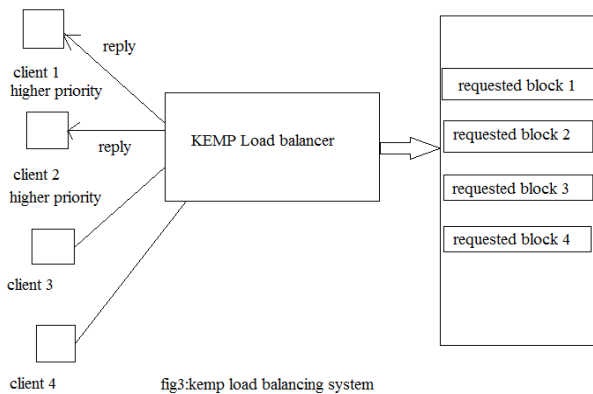 reply
client 1
higher priority
reply
client 2
higher priority
client 3
client 4
KEMP Load balancer
requested block 1
requested block 2
requested block 3
requested block 4
fig3:kemp load balancing system